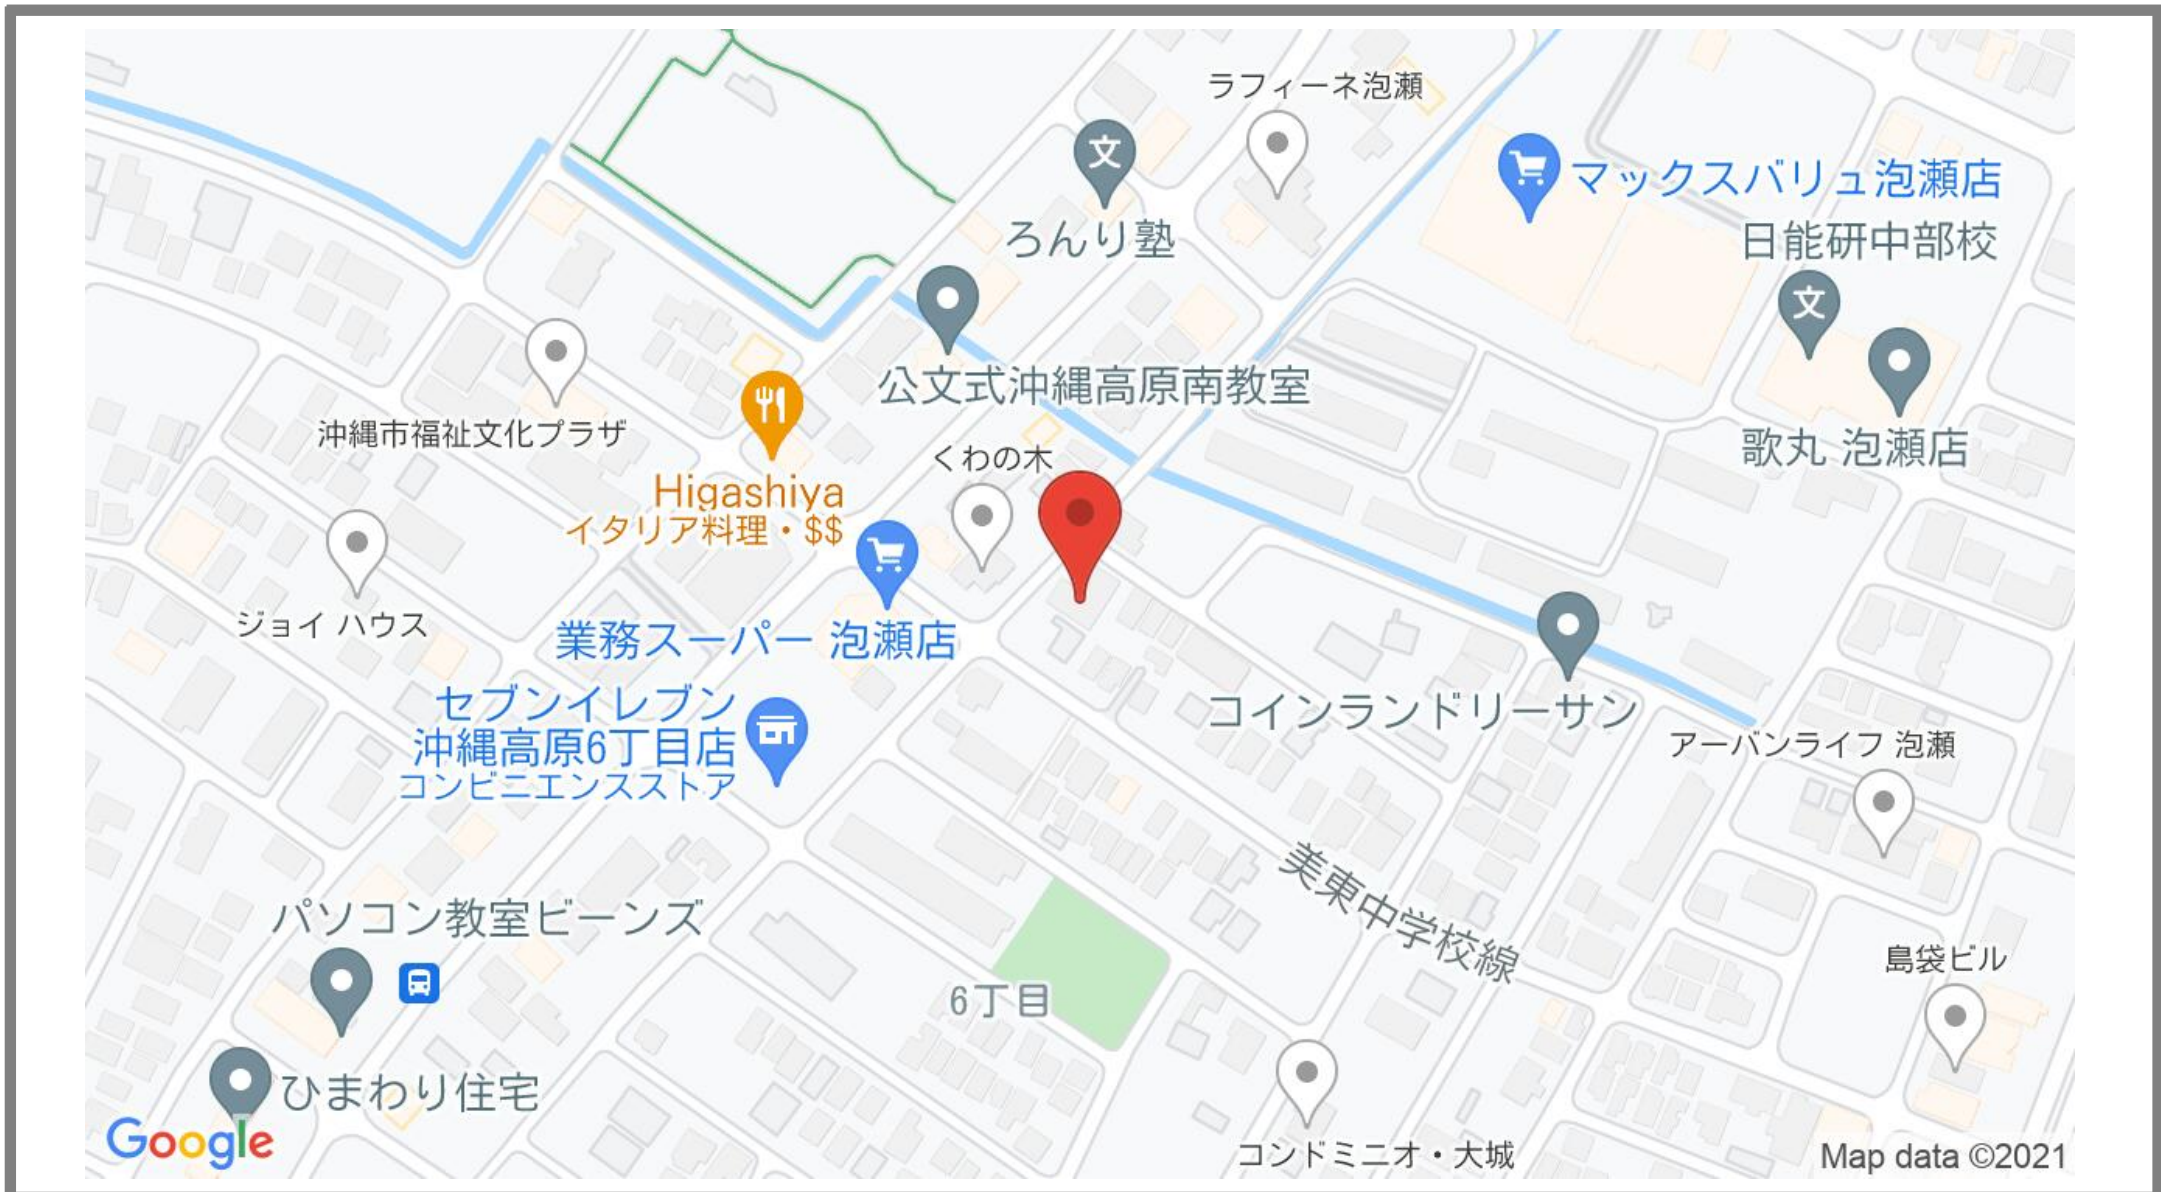 ラフィーネ泡瀬
文
ろんり塾
マックスバリュ泡瀬店
日能研中部校
文
公文式沖縄高原南教室
沖縄市福祉文化プラザ
歌丸 泡瀬店
くわの木
Higashiya
イタリア料理・$$
ジョイ ハウス
業務スーパー 泡瀬店
セブンイレブン
沖縄高原6丁目店
コンビニエンスストア
コインランドリーサン
アーバンライフ 泡瀬
美東中学校線
パソコン教室ビーンズ
6丁目
島袋ビル
ひまわり住宅
コンドミニオ・大城
Google
Map data ©2021